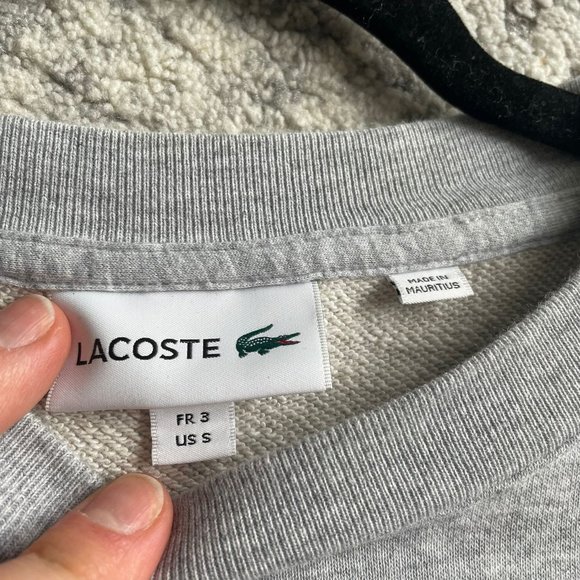 LACOSTE
MADE IN
MAURITIUS
FR 3
US S